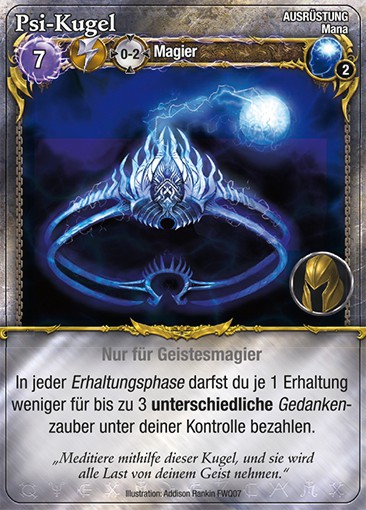 Psi-Kugel
AUSRÜSTUNG
Mana
7
0-2
Magier
2
Nur für Geistesmagier
In jeder Erhaltungsphase darfst du je 1 Erhaltung
weniger für bis zu 3 unterschiedliche Gedanken-
zauber unter deiner Kontrolle bezahlen.
„Meditiere mithilfe dieser Kugel, und sie wird
alle Last von deinem Geist nehmen.“
Illustration: Addison Rankin FWQ07